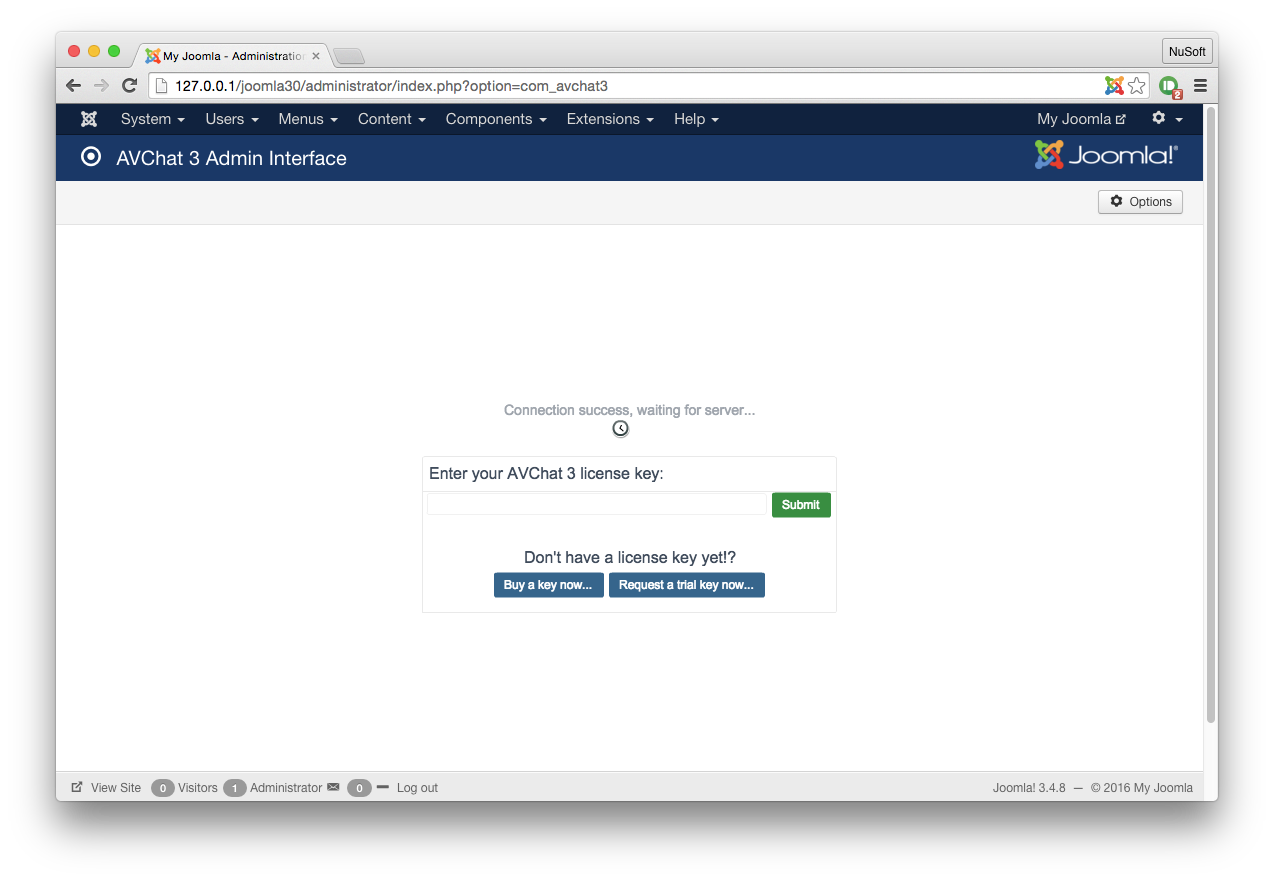 My Joomla - Administration
NuSoft
127.0.0.1/joomla30/administrator/index.php?option=com_avchat3
2
System Users Menus Content Components Extensions Help My Joomla
AVChat 3 Admin Interface
Joomla!®
Options
Connection success, waiting for server...
Enter your AVChat 3 license key:
Submit
Don't have a license key yet!?
Buy a key now... Request a trial key now...
View Site 0 Visitors 1 Administrator 0 Log out Joomla! 3.4.8 — © 2016 My Joomla